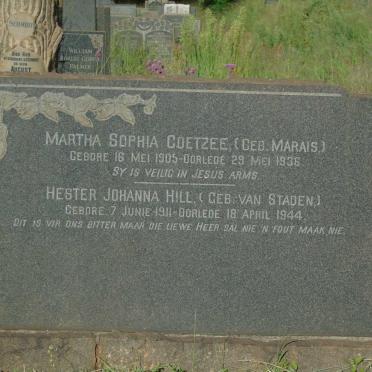 WILLIAM
PALMER
MARTHA SOPHIA COETZEE, (GEB. MARAIS.)
GEBORE 16 MEI 1905-OORLEDE 29 MEI 1936.
SY IS VEILIG IN JESUS ARMS.
HESTER JOHANNA HILL, (GEB. VAN STADEN.)
GEBORE: 7 JUNIE 1911-OORLEDE 18 APRIL 1944.
DIT IS VIR ONS BITTER MAAR DIE LIEWE HEER SAL NIE 'N FOUT MAAK NIE.